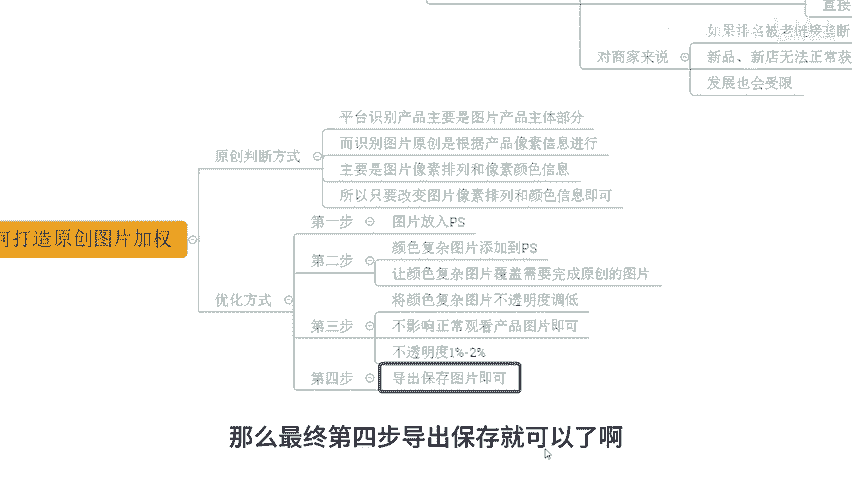 直接
如果排名被老链接垄断
对商家来说
新品、新店无法正常获
发展也会受限
平台识别产品主要是图片产品主体部分
而识别图片原创是根据产品像素信息进行
原创判断方式
主要是图片像素排列和像素颜色信息
所以只要改变图片像素排列和颜色信息即可
何打造原创图片加权
第一步
图片放入PS
第二步
颜色复杂图片添加到PS
让颜色复杂图片覆盖需要完成原创的图片
优化方式
将颜色复杂图片不透明度调低
第三步
不影响正常观看产品图片即可
不透明度1%-2%
第四步
导出保存图片即可
那么最终第四步导出保存就可以了啊